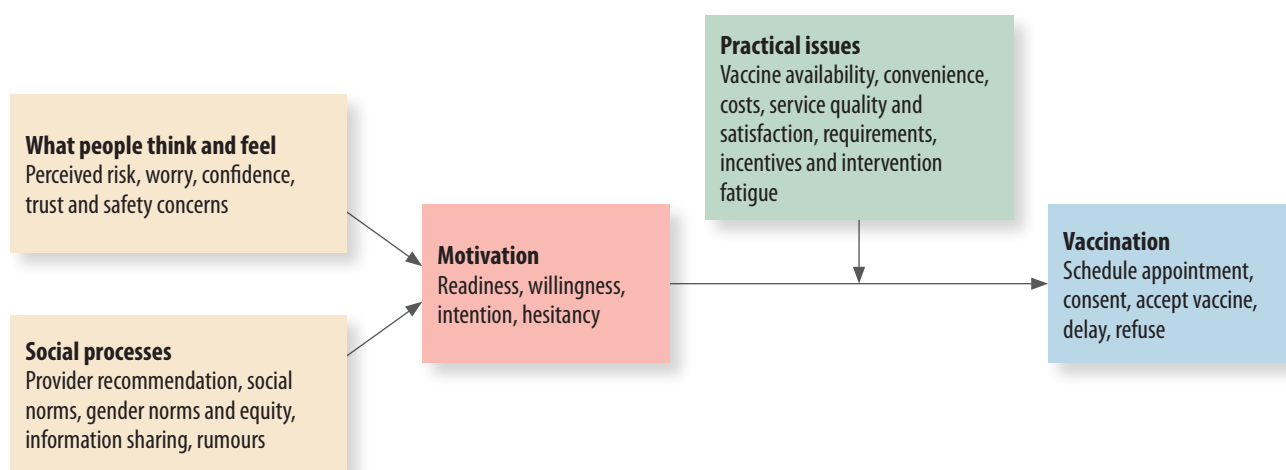 What people think and feel
Perceived risk, worry, confidence,
trust and safety concerns
Social processes
Provider recommendation, social
norms, gender norms and equity,
information sharing, rumours
Motivation
Readiness, willingness,
intention, hesitancy
Practical issues
Vaccine availability, convenience,
costs, service quality and
satisfaction, requirements,
incentives and intervention
fatigue
Vaccination
Schedule appointment,
consent, accept vaccine,
delay, refuse